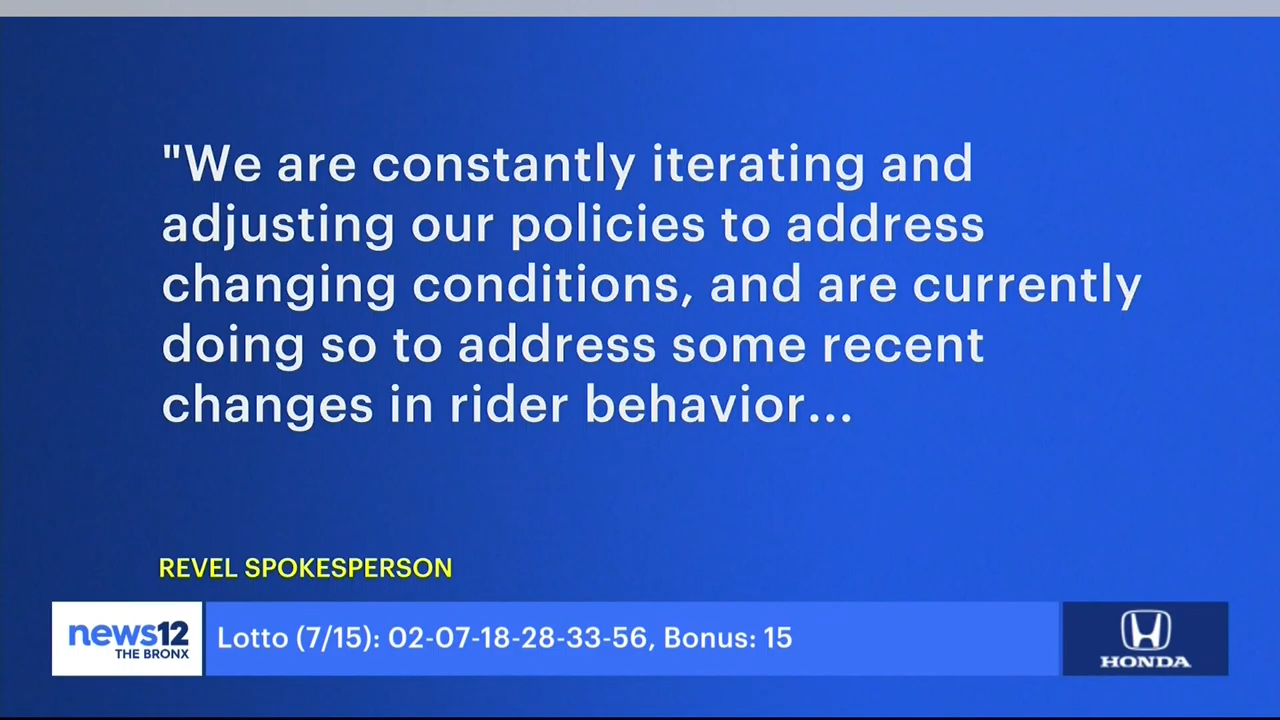 "We are constantly iterating and
adjusting our policies to address
changing conditions, and are currently
doing so to address some recent
changes in rider behavior...
REVEL SPOKESPERSON
news12
THE BRONX
Lotto (7/15): 02-07-18-28-33-56, Bonus: 15
HONDA